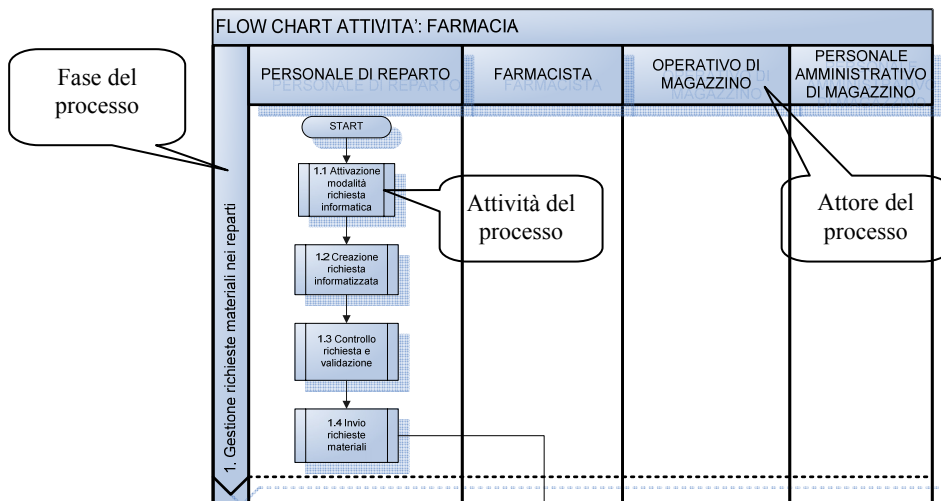 FLOW CHART ATTIVITA': FARMACIA
Fase del
processo
PERSONALE DI REPARTO
FARMACISTA
OPERATIVO DI
MAGAZZINO
PERSONALE
AMMINISTRATIVO
DI MAGAZZINO
START
1.1 Attivazione
modalità
richiesta
informatica
Attività del
processo
Attore del
processo
1.2 Creazione
richiesta
informatizzata
1.3 Controllo
richiesta e
validazione
1.4 Invio
richieste
materiali
1. Gestione richieste materiali nei reparti